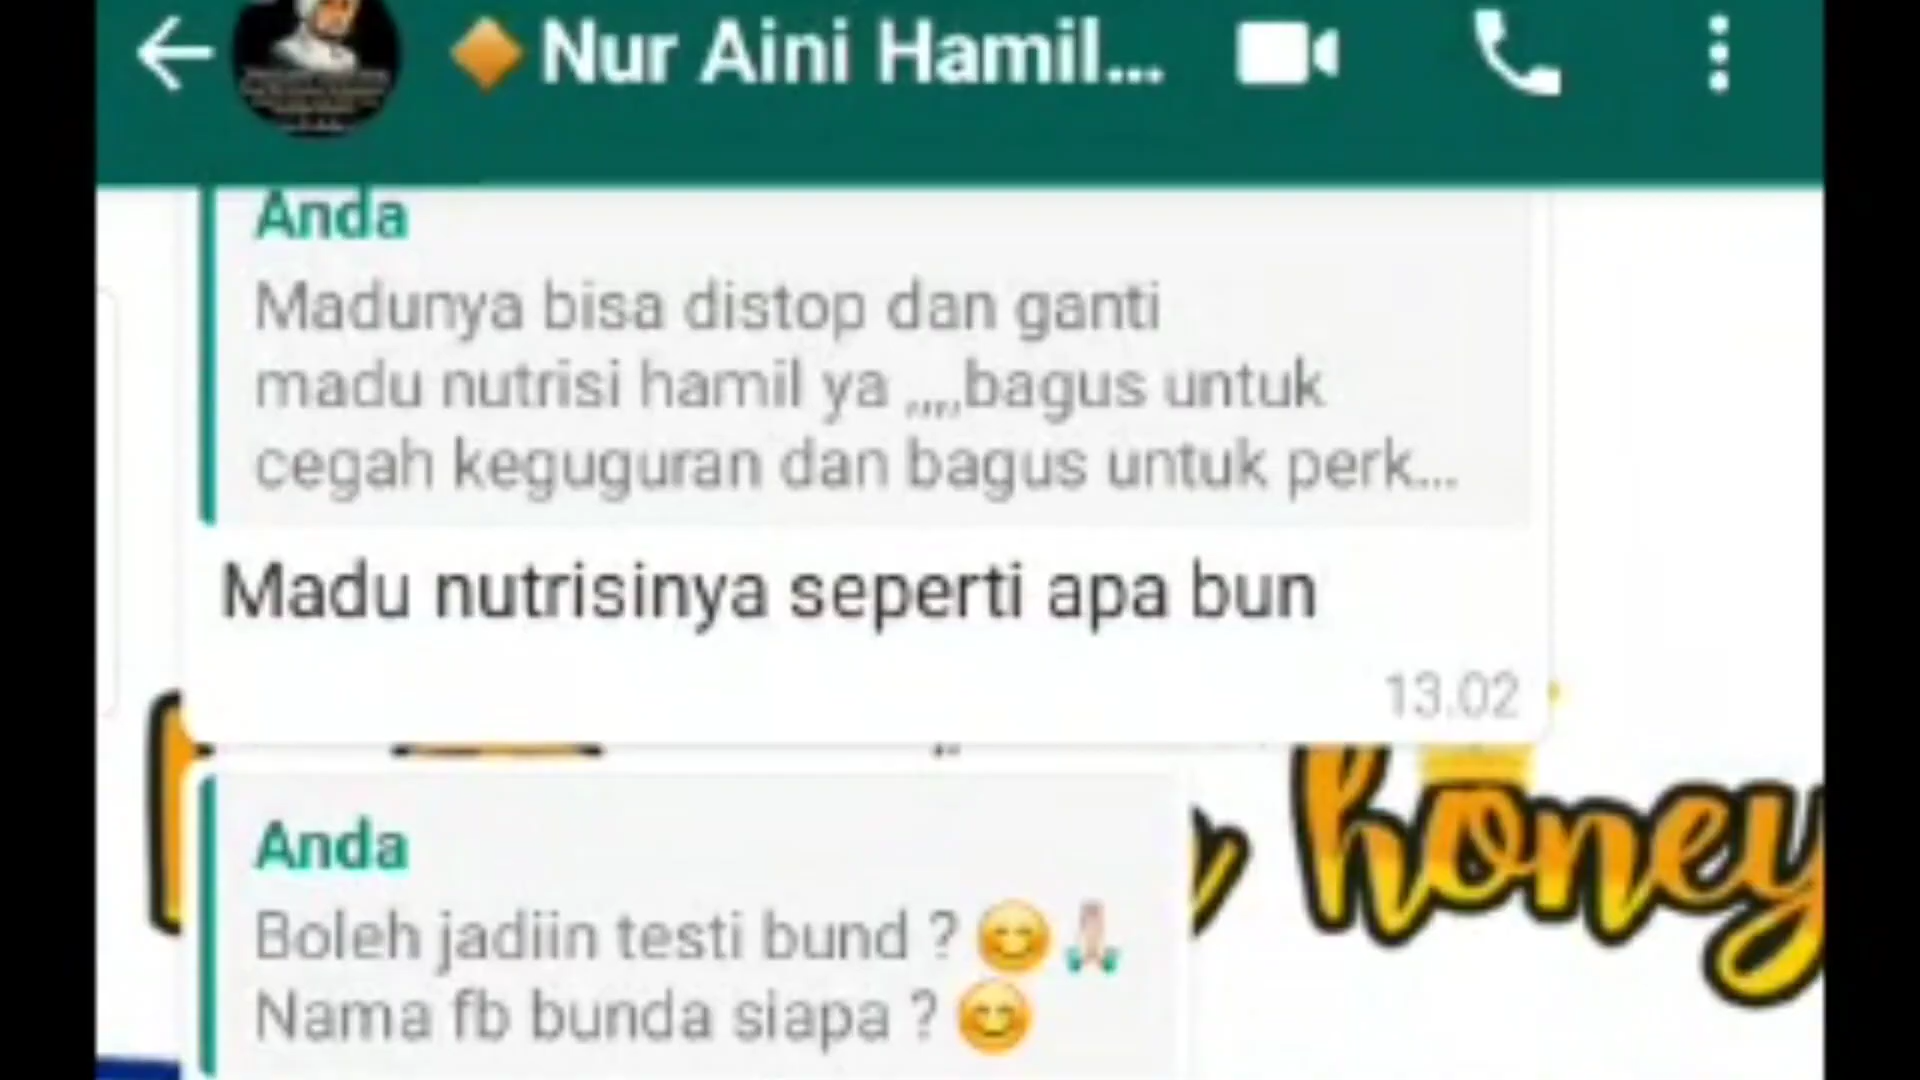 Nur Aini Hamil...
Anda
Madunya bisa distop dan ganti
madu nutrisi hamil ya ,,,,bagus untuk
cegah keguguran dan bagus untuk perk...
Madu nutrisinya seperti apa bun
13.02
honey
Anda
Boleh jadiin testi bund ? 😊🙏
Nama fb bunda siapa ? 😊